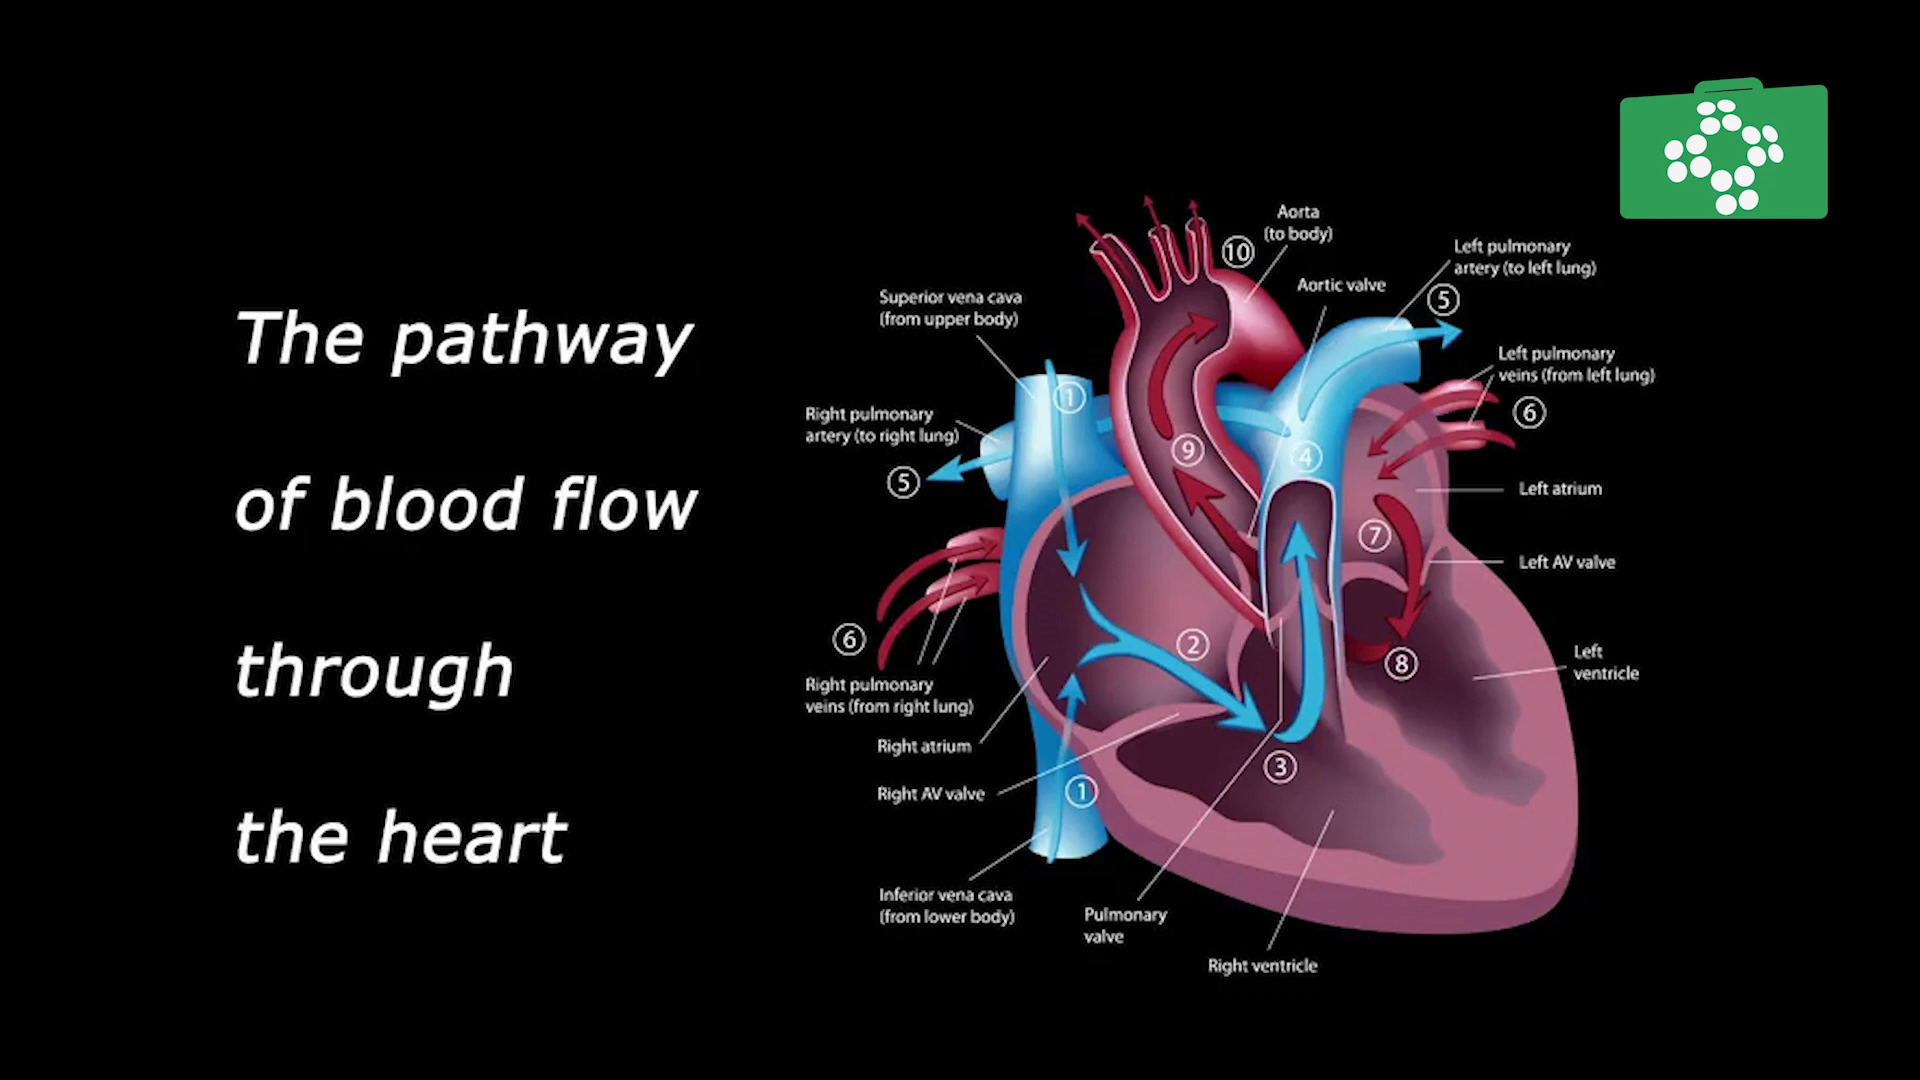 The pathway
of blood flow
through
the heart
Aorta
(to body)
10
Left pulmonary
artery (to left lung)
5
Aortic valve
Superior vena cava
(from upper body)
1
Left pulmonary
veins (from left lung)
6
Right pulmonary
artery (to right lung)
5
9
4
Left atrium
7
Left AV valve
6
2
8
Left
ventricle
Right pulmonary
veins (from right lung)
Right atrium
3
Right AV valve
1
Inferior vena cava
(from lower body)
Pulmonary
valve
Right ventricle